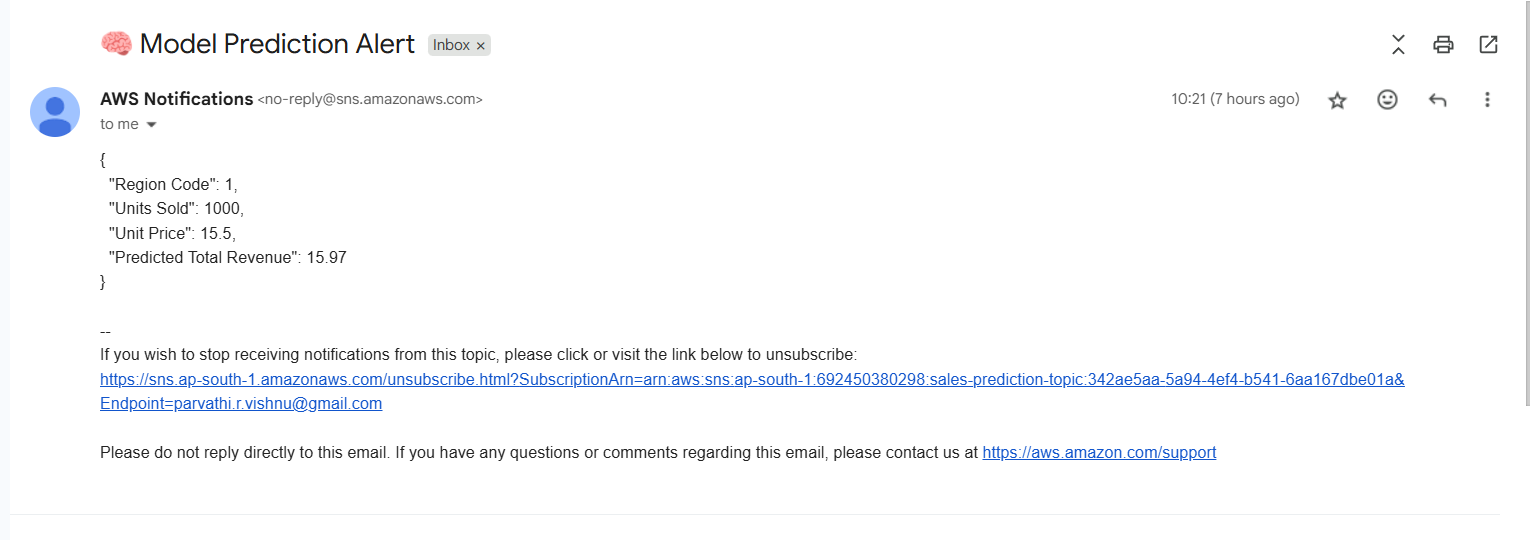 🧠 Model Prediction Alert Inbox ×
AWS Notifications <no-reply@sns.amazonaws.com> 10:21 (7 hours ago)
to me
{
"Region Code": 1,
"Units Sold": 1000,
"Unit Price": 15.5,
"Predicted Total Revenue": 15.97
}
--
If you wish to stop receiving notifications from this topic, please click or visit the link below to unsubscribe:
https://sns.ap-south-1.amazonaws.com/unsubscribe.html?SubscriptionArn=arn:aws:sns:ap-south-1:692450380298:sales-prediction-topic:342ae5aa-5a94-4ef4-b541-6aa167dbe01a&
Endpoint=parvathi.r.vishnu@gmail.com
Please do not reply directly to this email. If you have any questions or comments regarding this email, please contact us at https://aws.amazon.com/support